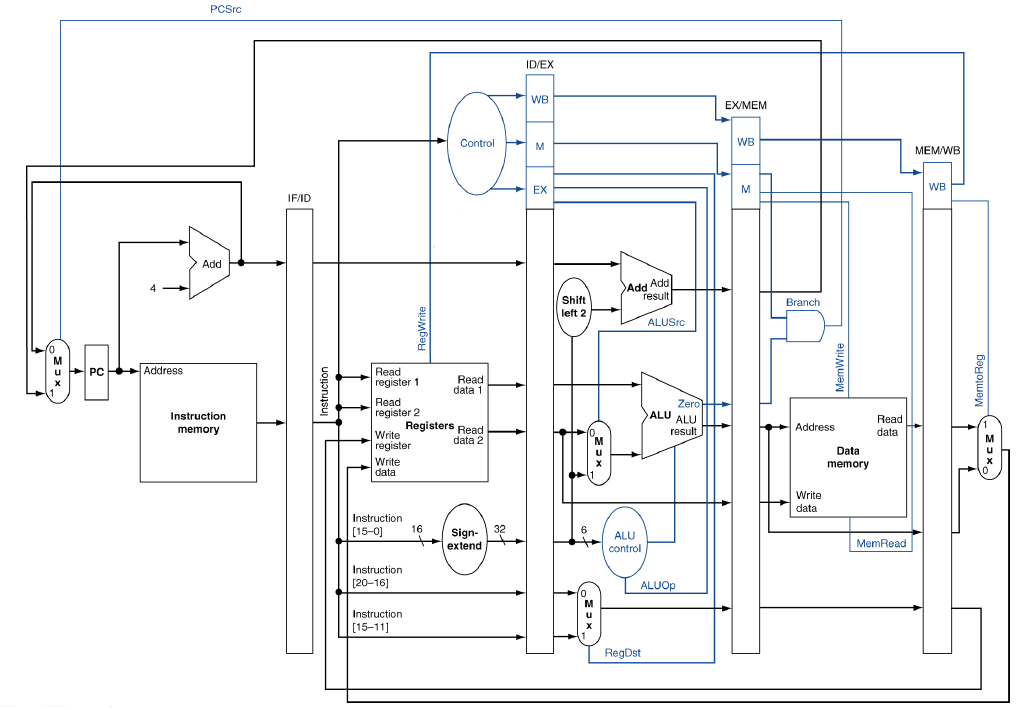 PCSrc
ID/EX
WB
EX/MEM
Control
M
WB
MEM/WB
EX
M
WB
IF/ID
Add
4
Add Add
result
Shift
left 2
ALUSrc
Branch
RegWrite
0
M
u
x
1
PC
Address
Instruction
memory
Instruction
Read
register 1
Read
register 2
Write
register
Write
data
Registers
Read
data 1
Read
data 2
0
M
u
x
1
Zero
ALU
ALU
result
MemWrite
Address
Read
data
Data
memory
Write
data
MemtoReg
1
M
u
x
0
Instruction
[15–0]
16
Sign-
extend
32
6
ALU
control
MemRead
Instruction
[20–16]
ALUOp
0
M
u
x
1
Instruction
[15–11]
RegDst